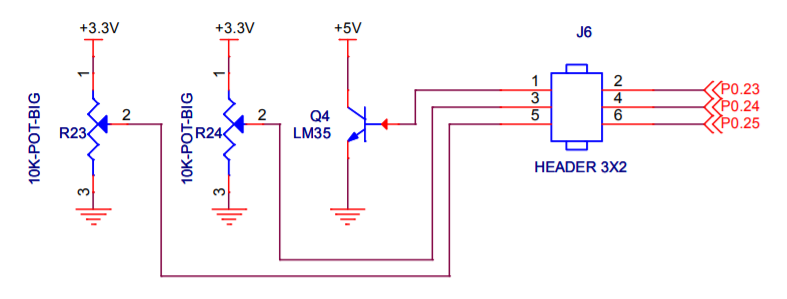 +3.3V
+3.3V
+5V
J6
1
1
1
2
P0.23
3
4
P0.24
5
6
P0.25
10K-POT-BIG
R23
2
10K-POT-BIG
R24
2
Q4
LM35
HEADER 3X2
3
3